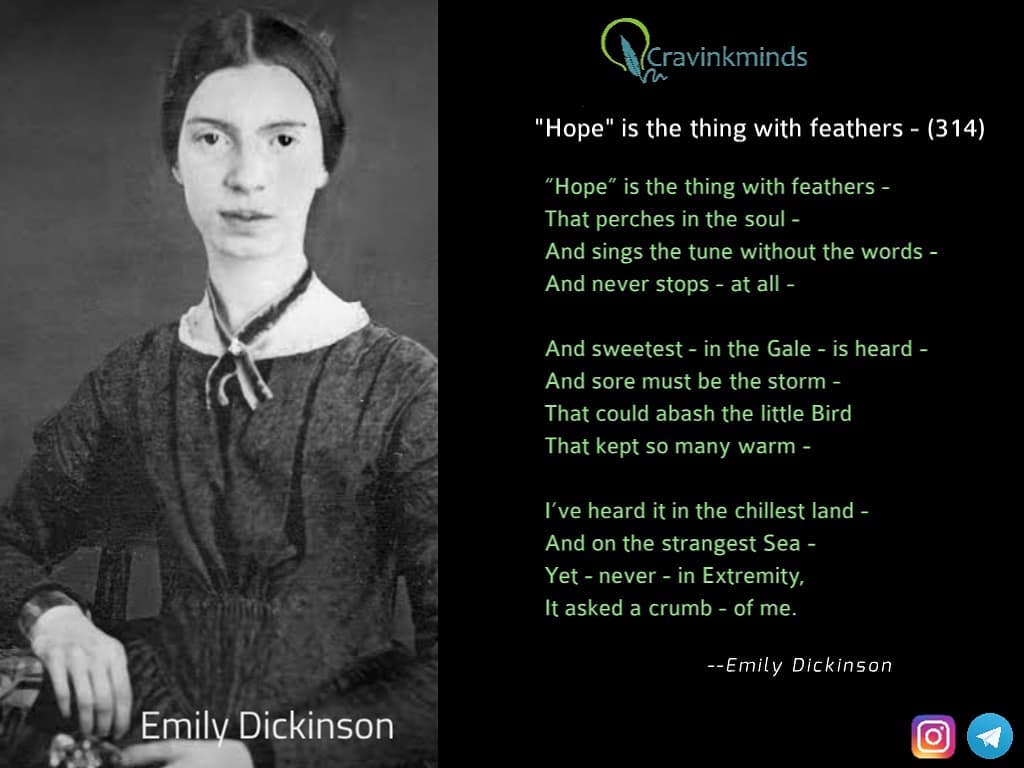 Cravinkminds
"Hope" is the thing with feathers - (314)
“Hope” is the thing with feathers -
That perches in the soul -
And sings the tune without the words -
And never stops - at all -
And sweetest - in the Gale - is heard -
And sore must be the storm -
That could abash the little Bird
That kept so many warm -
I’ve heard it in the chillest land -
And on the strangest Sea -
Yet - never - in Extremity,
It asked a crumb - of me.
--Emily Dickinson
Emily Dickinson